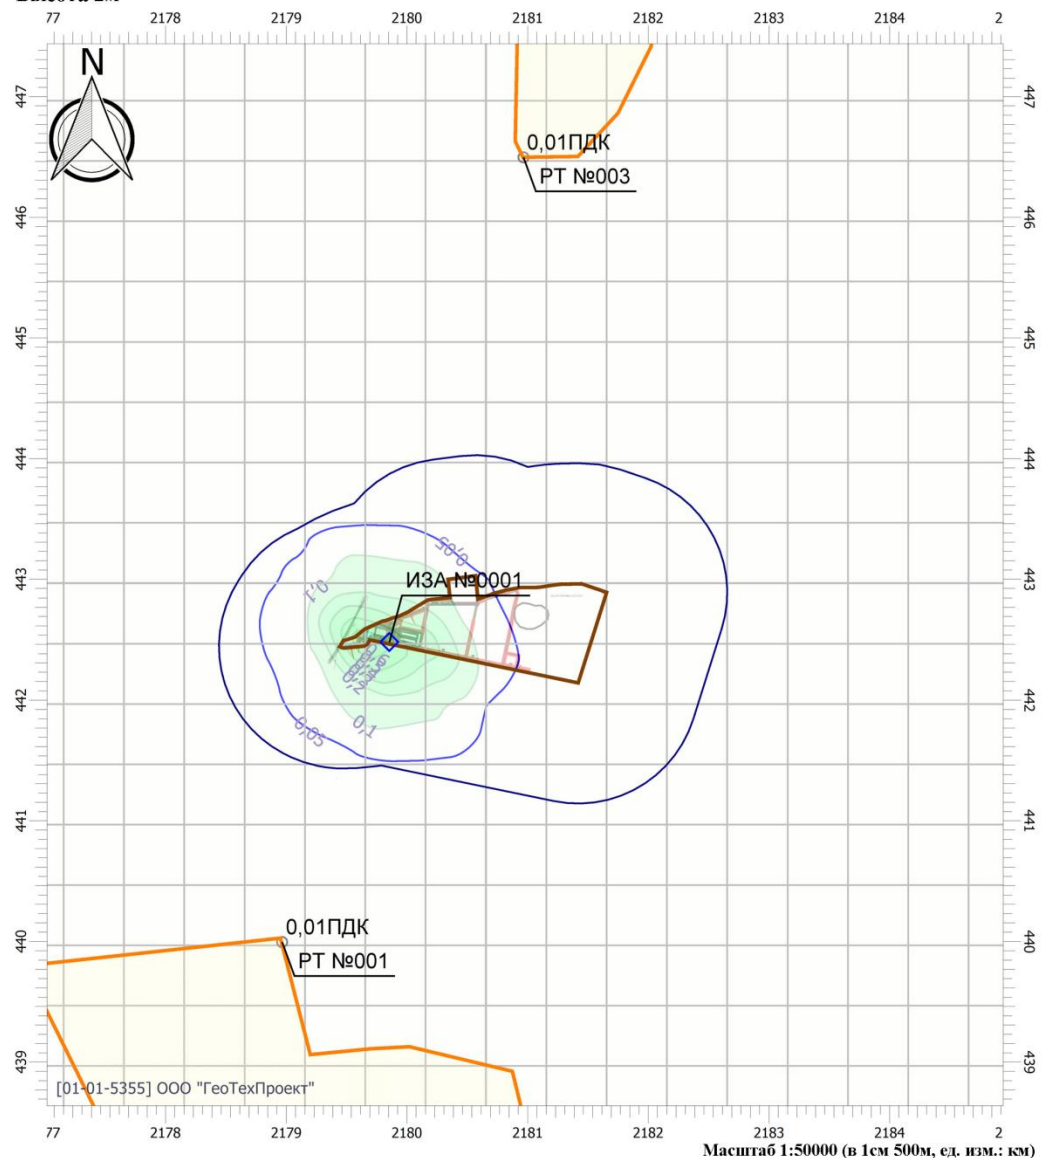 77 2178 2179 2180 2181 2182 2183 2184 2
N
447 447
0,01ПДК
РТ №003
446 446
445 445
444 444
0,05
443 443
ИЗА №0001
0,1
0,2
442 442
0,05 0,1
441 441
0,01ПДК
440 440
РТ №001
439 439
[01-01-5355] ООО "ГеоТехПроект"
77 2178 2179 2180 2181 2182 2183 2184 2
Масштаб 1:50000 (в 1см 500м, ед. изм.: км)